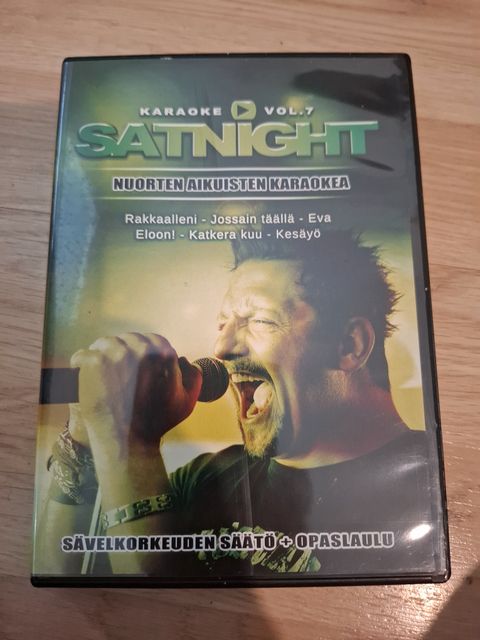 KARAOKE VOL.7
SATNIGHT
NUORTEN AIKUISTEN KARAOKEA
Rakkaalleni - Jossain täällä - Eva
Eloon! - Katkera kuu - Kesäyö
SÄVELKORKEUDEN SÄÄTÖ + OPASLAULU